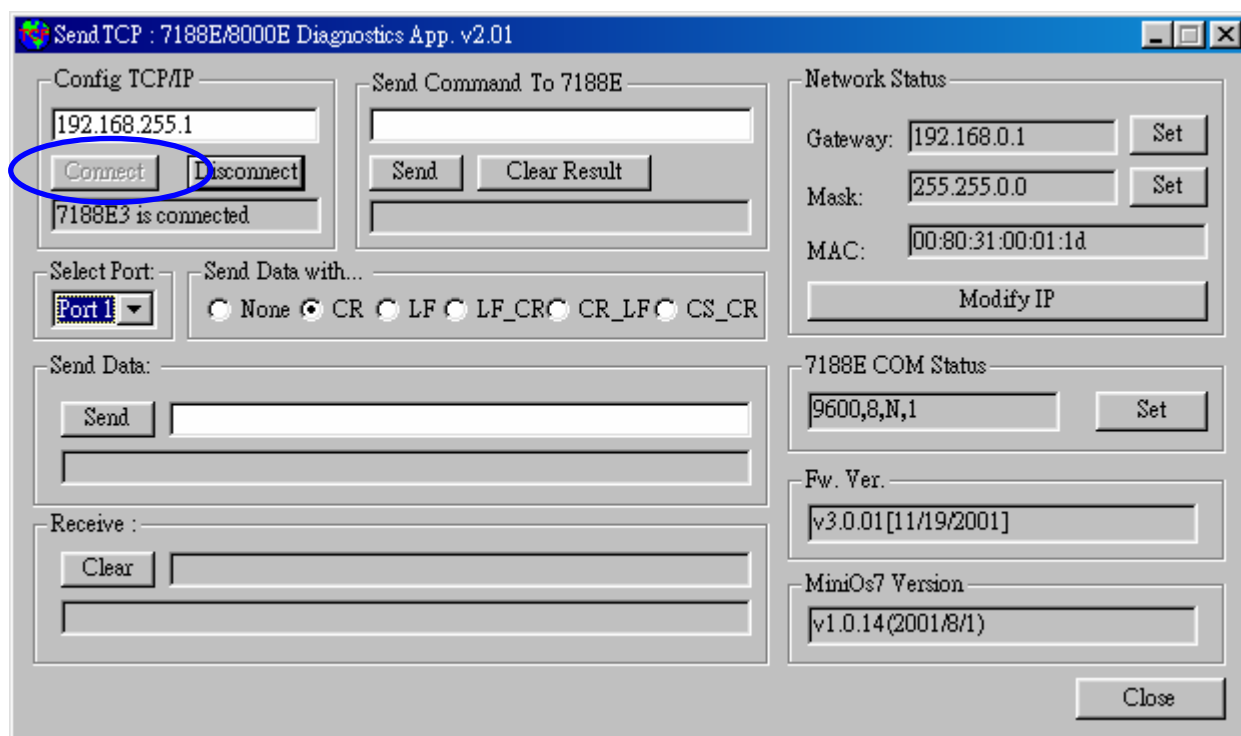 Send TCP : 7188E/8000E Diagnostics App. v2.01
Config TCP/IP
192.168.255.1
Connect Disconnect
7188E3 is connected
Send Command To 7188E
Send Clear Result
Network Status
Gateway: 192.168.0.1 Set
Mask: 255.255.0.0 Set
MAC: 00:80:31:00:01:1d
Modify IP
Select Port:
Port 1
Send Data with...
None CR LF LF_CR CR_LF CS_CR
Send Data:
Send
7188E COM Status
9600,8,N,1 Set
Fw. Ver.
v3.0.01[11/19/2001]
Receive :
Clear
MiniOs7 Version
v1.0.14(2001/8/1)
Close